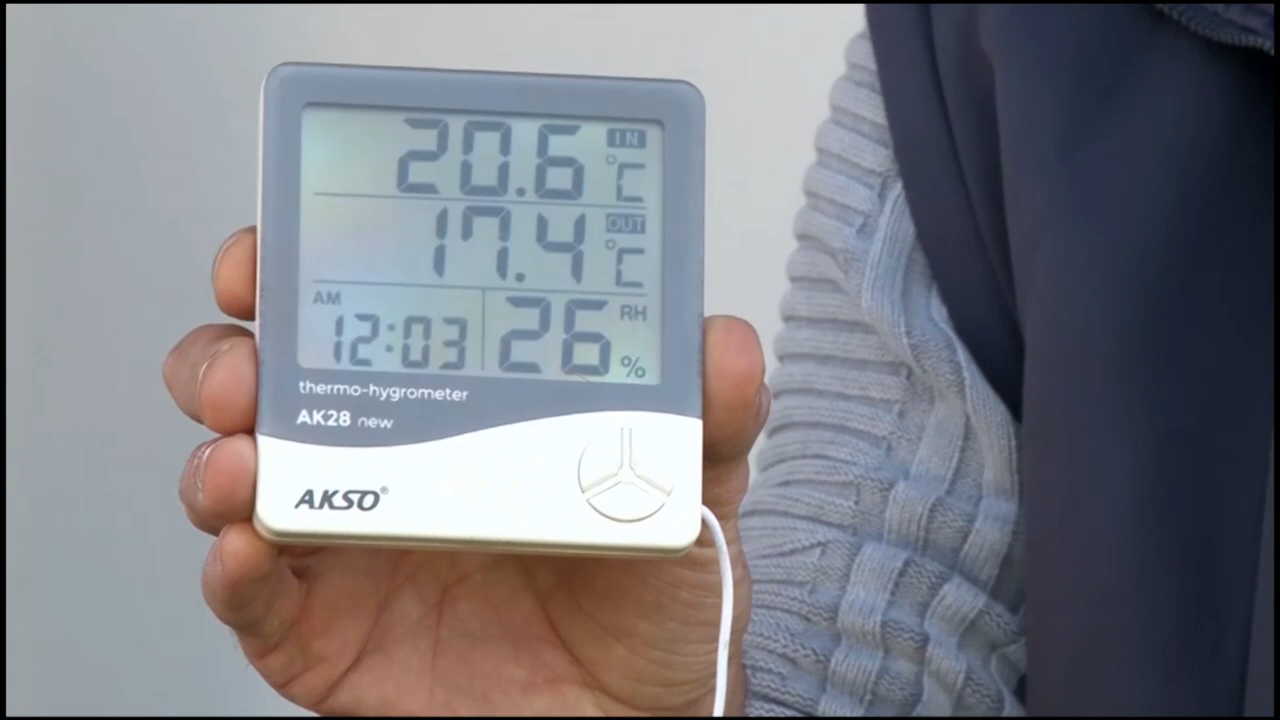 20.6 IN °C
17.4 OUT °C
AM 12:03 26 RH %
thermo-hygrometer
AK28 new
AKSO®